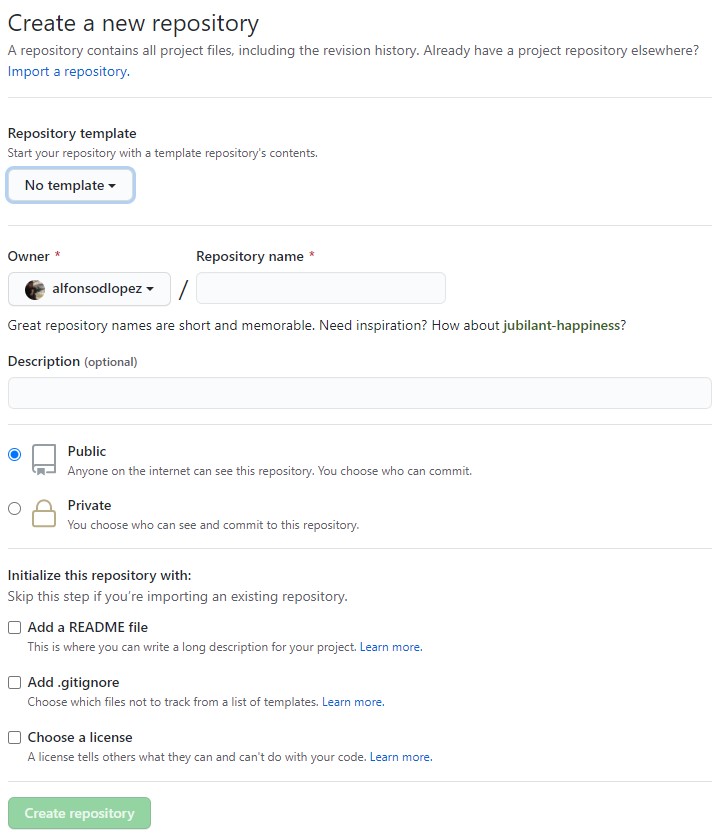 Create a new repository
A repository contains all project files, including the revision history. Already have a project repository elsewhere?
Import a repository.
Repository template
Start your repository with a template repository's contents.
No template
Owner * Repository name *
alfonsodlopez /
Great repository names are short and memorable. Need inspiration? How about jubilant-happiness?
Description (optional)
Public
Anyone on the internet can see this repository. You choose who can commit.
Private
You choose who can see and commit to this repository.
Initialize this repository with:
Skip this step if you're importing an existing repository.
Add a README file
This is where you can write a long description for your project. Learn more.
Add .gitignore
Choose which files not to track from a list of templates. Learn more.
Choose a license
A license tells others what they can and can't do with your code. Learn more.
Create repository